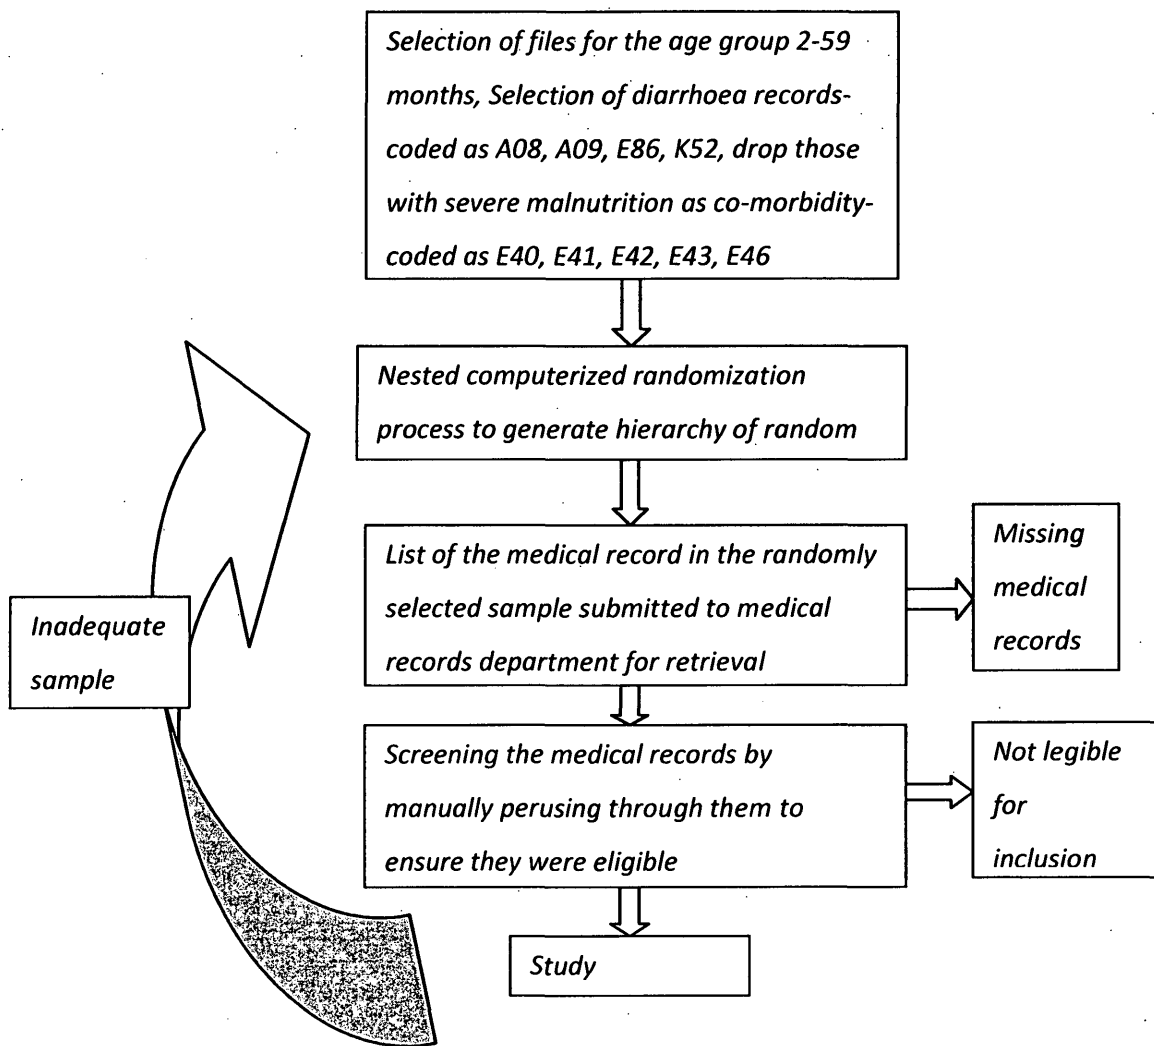 Selection of files for the age group 2-59
months, Selection of diarrhoea records-
coded as A08, A09, E86, K52, drop those
with severe malnutrition as co-morbidity-
coded as E40, E41, E42, E43, E46
Nested computerized randomization
process to generate hierarchy of random
List of the medical record in the randomly
selected sample submitted to medical
records department for retrieval
Missing
medical
records
Inadequate
sample
Screening the medical records by
manually perusing through them to
ensure they were eligible
Not legible
for
inclusion
Study